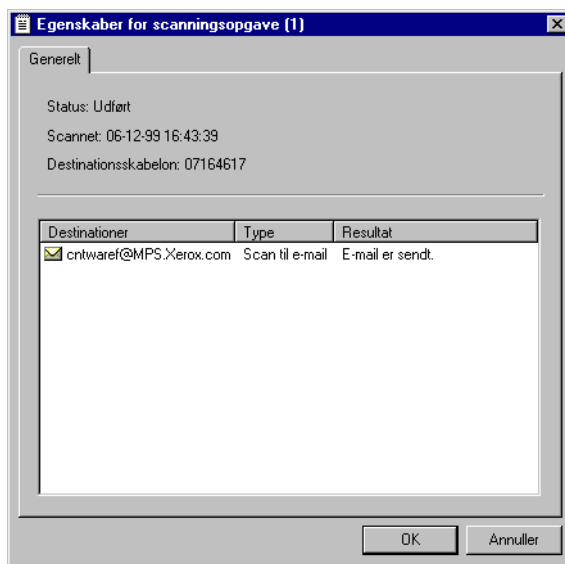 Egenskaber for scanningsopgave (1)
Generelt
Status: Udført
Scannet: 06-12-99 16:43:39
Destinationsskabelon: 07164617
Destinationer Type Resultat
cntwaref@MPS.Xerox.com Scan til e-mail E-mail er sendt.
OK Annuller